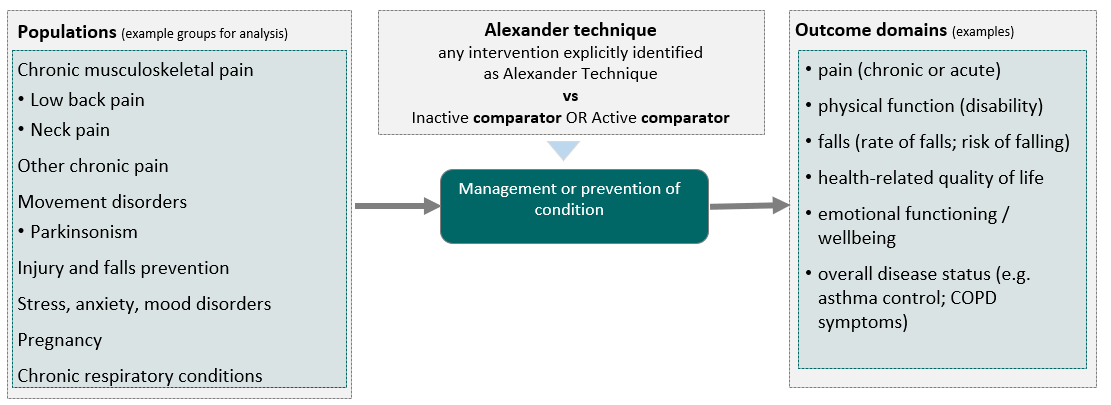 Populations (example groups for analysis)
Chronic musculoskeletal pain
• Low back pain
• Neck pain
Other chronic pain
Movement disorders
• Parkinsonism
Injury and falls prevention
Stress, anxiety, mood disorders
Pregnancy
Chronic respiratory conditions
Alexander technique
any intervention explicitly identified
as Alexander Technique
vs
Inactive comparator OR Active comparator
Management or prevention of
condition
Outcome domains (examples)
• pain (chronic or acute)
• physical function (disability)
• falls (rate of falls; risk of falling)
• health-related quality of life
• emotional functioning /
wellbeing
• overall disease status (e.g.
asthma control; COPD
symptoms)